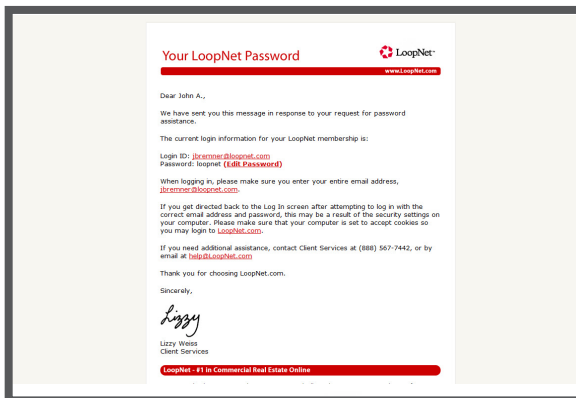 Your LoopNet Password
LoopNet™
www.LoopNet.com
Dear John A.,
We have sent you this message in response to your request for password
assistance.
The current login information for your LoopNet membership is:
Login ID: jbremner@loopnet.com
Password: loopnet (Edit Password)
When logging in, please make sure you enter your entire email address,
jbremner@loopnet.com.
If you get directed back to the Log In screen after attempting to log in with the
correct email address and password, this may be a result of the security settings on
your computer. Please make sure that your computer is set to accept cookies so
you may login to LoopNet.com.
If you need additional assistance, contact Client Services at (888) 567-7442, or by
email at help@LoopNet.com
Thank you for choosing LoopNet.com.
Sincerely,
Lizzy
Lizzy Weiss
Client Services
LoopNet - #1 in Commercial Real Estate Online